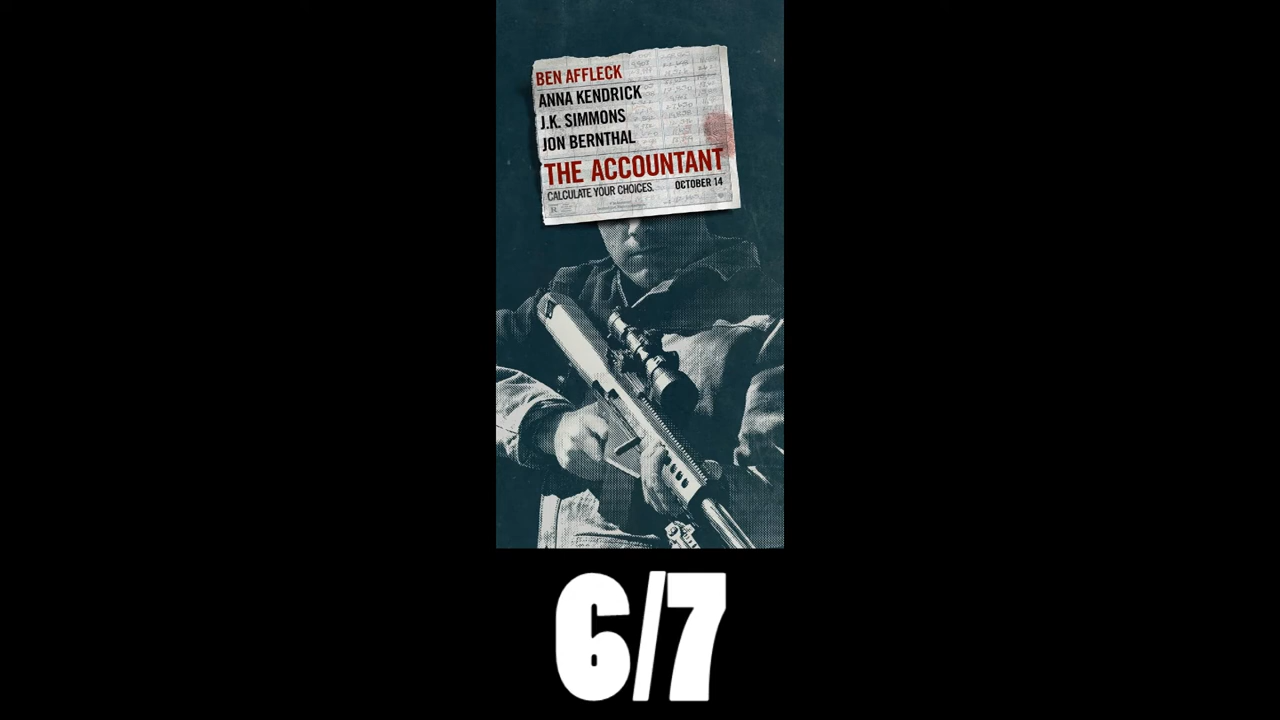 BEN AFFLECK
ANNA KENDRICK
J.K. SIMMONS
JON BERNTHAL
THE ACCOUNTANT
CALCULATE YOUR CHOICES. OCTOBER 14
R
6/7